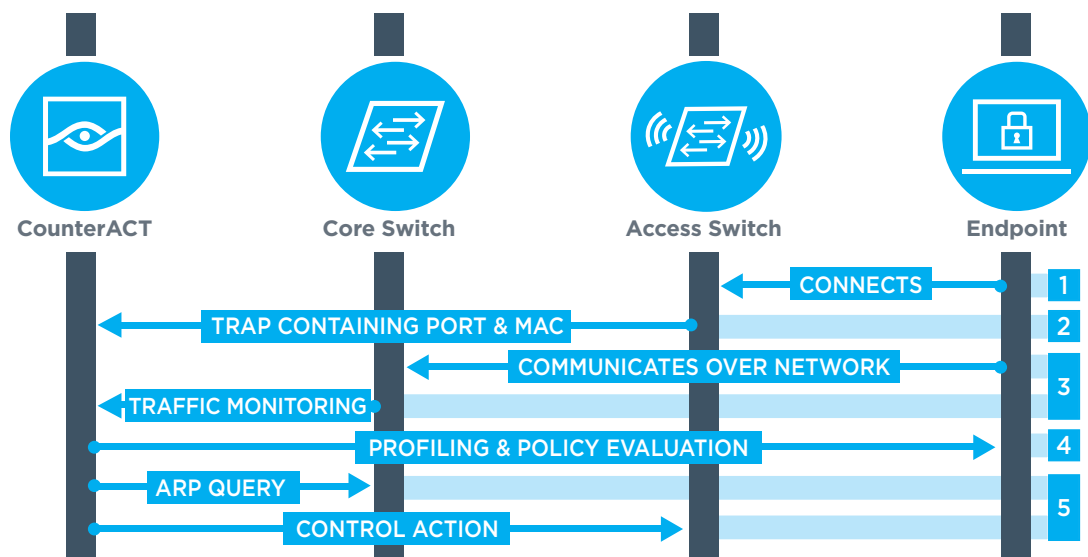 CounterACT
Core Switch
Access Switch
Endpoint
CONNECTS
1
TRAP CONTAINING PORT & MAC
2
COMMUNICATES OVER NETWORK
3
TRAFFIC MONITORING
PROFILING & POLICY EVALUATION
4
ARP QUERY
5
CONTROL ACTION